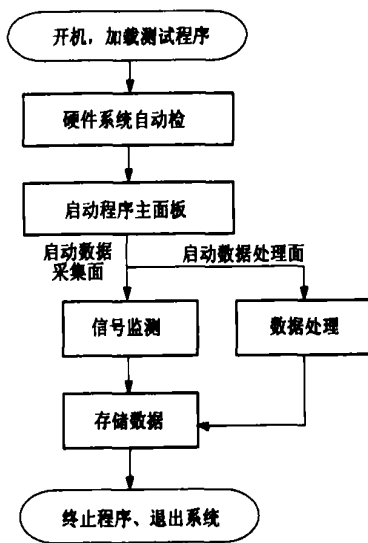 开机，加载测试程序
硬件系统自动检
启动程序主面板
启动数据
采集面
启动数据处理面
信号监测
数据处理
存储数据
终止程序、退出系统